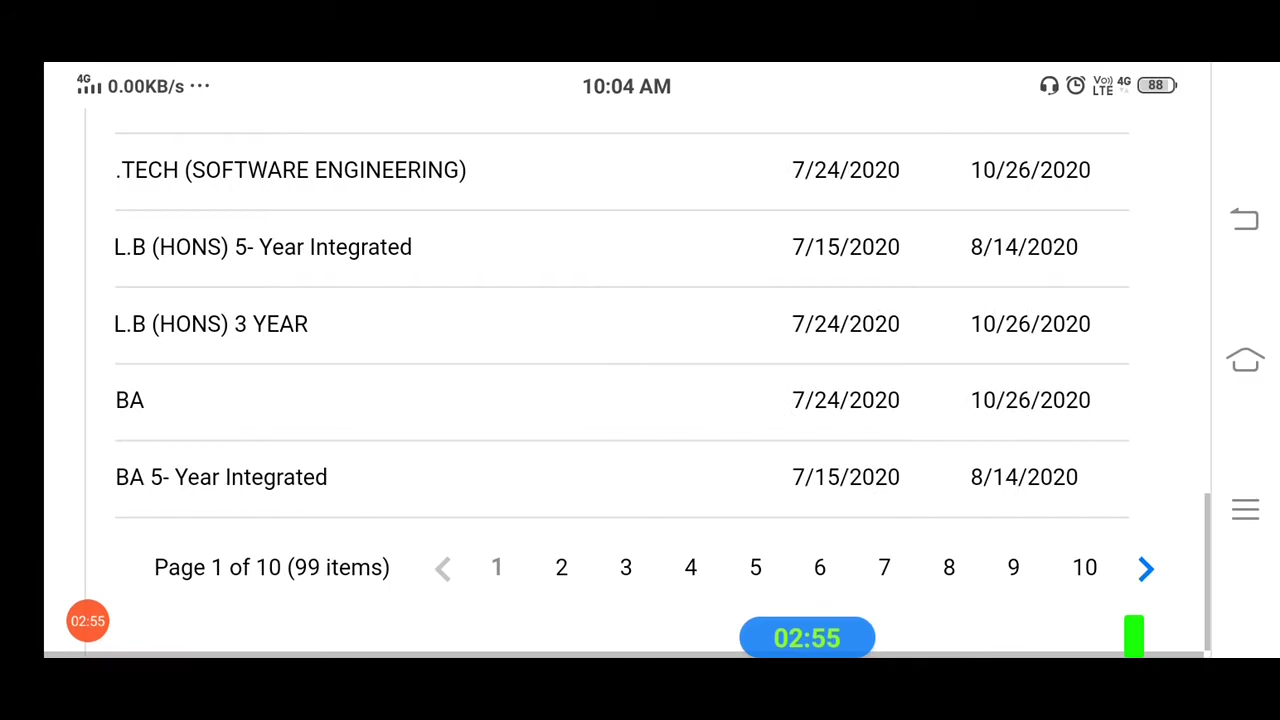 4G 0.00KB/s ... 10:04 AM Vo)) LTE 4G 88
.TECH (SOFTWARE ENGINEERING) 7/24/2020 10/26/2020
L.B (HONS) 5- Year Integrated 7/15/2020 8/14/2020
L.B (HONS) 3 YEAR 7/24/2020 10/26/2020
BA 7/24/2020 10/26/2020
BA 5- Year Integrated 7/15/2020 8/14/2020
Page 1 of 10 (99 items) 1 2 3 4 5 6 7 8 9 10
02:55 02:55